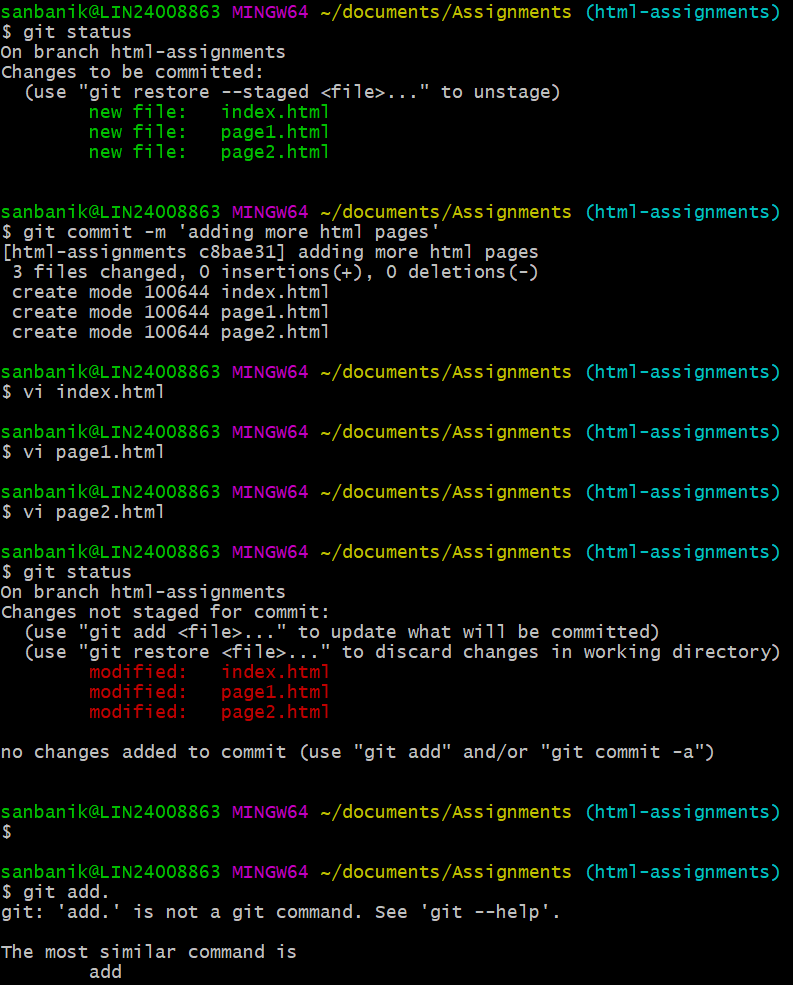 sanbanik@LIN24008863 MINGW64 ~/documents/Assignments (html-assignments)
$ git status
On branch html-assignments
Changes to be committed:
  (use "git restore --staged <file>..." to unstage)
        new file:   index.html
        new file:   page1.html
        new file:   page2.html

sanbanik@LIN24008863 MINGW64 ~/documents/Assignments (html-assignments)
$ git commit -m 'adding more html pages'
[html-assignments c8bae31] adding more html pages
 3 files changed, 0 insertions(+), 0 deletions(-)
 create mode 100644 index.html
 create mode 100644 page1.html
 create mode 100644 page2.html

sanbanik@LIN24008863 MINGW64 ~/documents/Assignments (html-assignments)
$ vi index.html

sanbanik@LIN24008863 MINGW64 ~/documents/Assignments (html-assignments)
$ vi page1.html

sanbanik@LIN24008863 MINGW64 ~/documents/Assignments (html-assignments)
$ vi page2.html

sanbanik@LIN24008863 MINGW64 ~/documents/Assignments (html-assignments)
$ git status
On branch html-assignments
Changes not staged for commit:
  (use "git add <file>..." to update what will be committed)
  (use "git restore <file>..." to discard changes in working directory)
        modified:   index.html
        modified:   page1.html
        modified:   page2.html

no changes added to commit (use "git add" and/or "git commit -a")

sanbanik@LIN24008863 MINGW64 ~/documents/Assignments (html-assignments)
$

sanbanik@LIN24008863 MINGW64 ~/documents/Assignments (html-assignments)
$ git add.
git: 'add.' is not a git command. See 'git --help'.

The most similar command is
        add